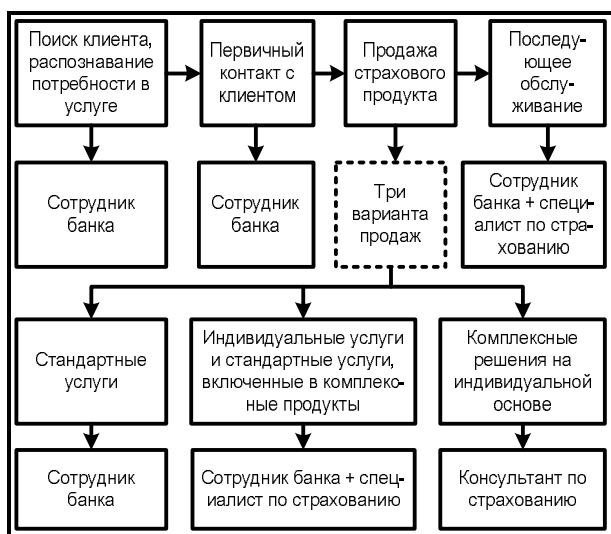 Поиск клиента,
распознавание
потребности в
услуге
Первичный
контакт с
клиентом
Продажа
страхового
продукта
Последу-
ющее
обслу-
живание
Сотрудник
банка
Сотрудник
банка
Три
варианта
продаж
Сотрудник
банка + специ-
алист по стра-
хованию
Стандартные
услуги
Индивидуальные услуги
и стандартные услуги,
включенные в комплекс-
ные продукты
Комплексные
решения на
индивидуальной
основе
Сотрудник
банка
Сотрудник банка + спец-
иалист по страхованию
Консультант по
страхованию